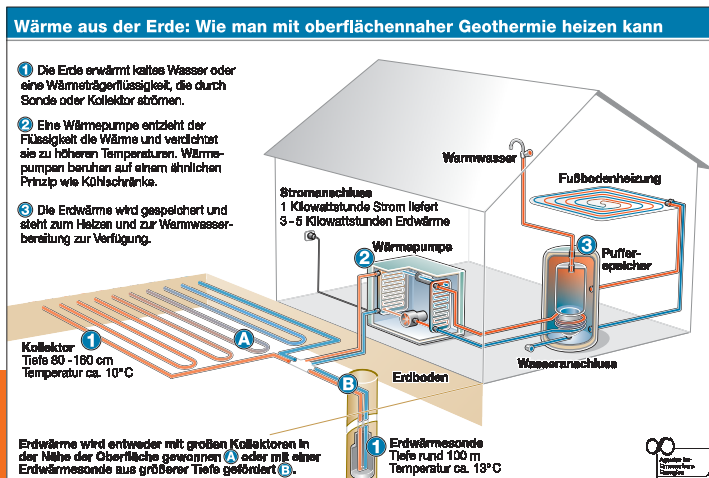 Wärme aus der Erde: Wie man mit oberflächennaher Geothermie heizen kann
1 Die Erde erwärmt kaltes Wasser oder
eine Wärmeträgerflüssigkeit, die durch
Sonde oder Kollektor strömen.
2 Eine Wärmepumpe entzieht der
Flüssigkeit die Wärme und verdichtet
sie zu höheren Temperaturen. Wärme-
pumpen beruhen auf einem ähnlichen
Prinzip wie Kühlschränke.
3 Die Erdwärme wird gespeichert und
steht zum Heizen und zur Warmwasser-
bereitung zur Verfügung.
Stromanschluss
1 Kilowattstunde Strom liefert
3-5 Kilowattstunden Erdwärme
Warmwasser
Fußbodenheizung
2
Wärmepumpe
3
Puffer-
speicher
Wasseranschluss
1
A
Kollektor
Tiefe 80-160 cm
Temperatur ca. 10°C
B
Erdboden
1
Erdwärmesonde
Tiefe rund 100 m
Temperatur ca. 13°C
Erdwärme wird entweder mit großen Kollektoren in
der Nähe der Oberfläche gewonnen A oder mit einer
Erdwärmesonde aus größerer Tiefe gefördert B.
Agentur für
Erneuerbare
Energien